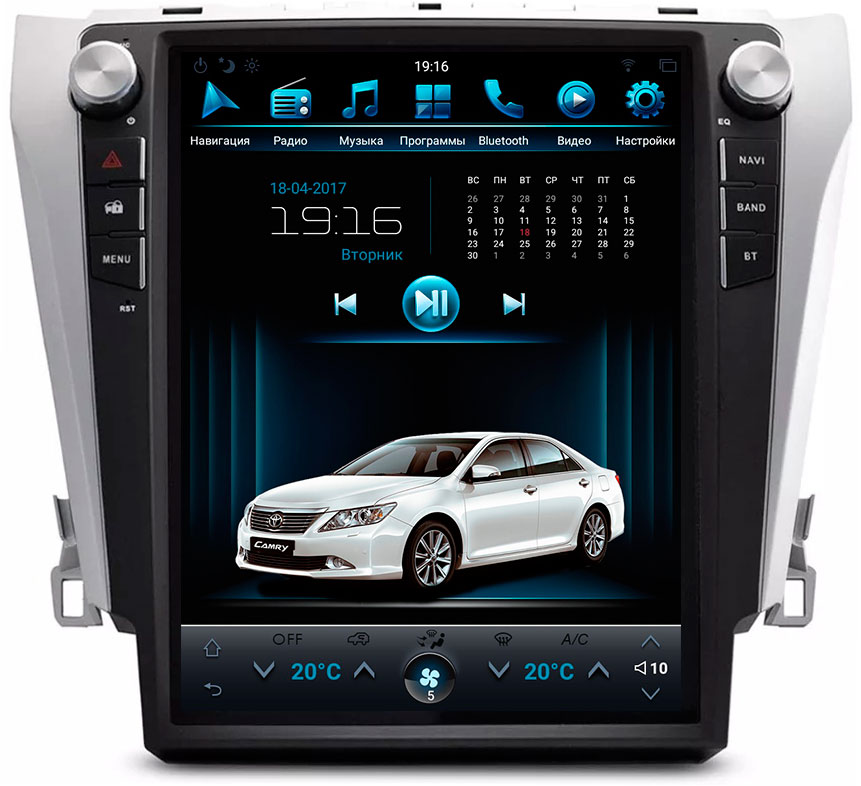 19:16
Навигация Радио Музыка Программы Bluetooth Видео Настройки
EQ
NAVI
BAND
BT
MENU
RST
18-04-2017
19:16
Вторник
ВС ПН ВТ СР ЧТ ПТ СБ
26 27 28 29 30 31 1
2 3 4 5 6 7 8
9 10 11 12 13 14 15
16 17 18 19 20 21 22
23 24 25 26 27 28 29
30 1 2 3 4 5 6
CAMRY
OFF A/C
20°C 20°C 10
5